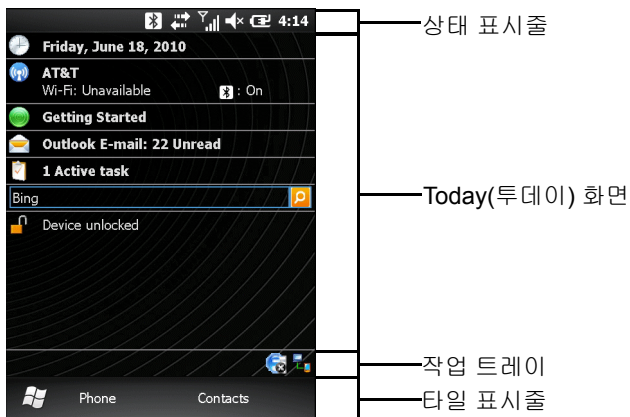 4:14
상태 표시줄
Friday, June 18, 2010
AT&T
Wi-Fi: Unavailable : On
Getting Started
Outlook E-mail: 22 Unread
1 Active task
Bing
Today(투데이) 화면
Device unlocked
작업 트레이
Phone Contacts
타일 표시줄